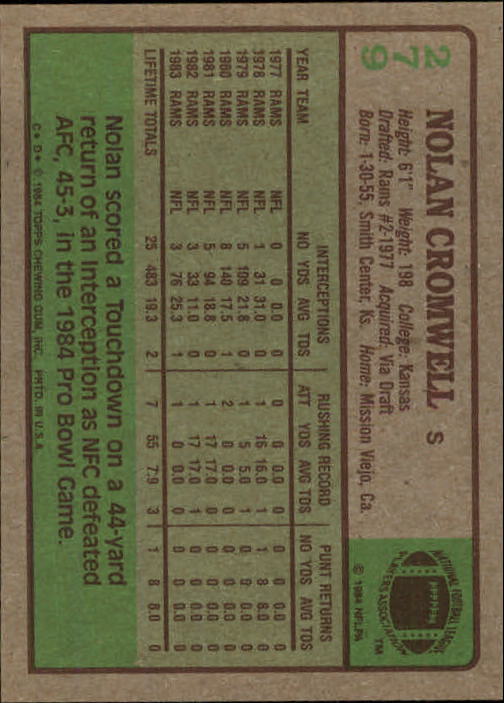 279
NOLAN CROMWELL S
Height: 6'1" Weight: 198 College: Kansas
Drafted: Rams #2-1977 Acquired: Via Draft
Born: 1-30-55, Smith Center, Ks. Home: Mission Viejo, Ca.
NATIONAL FOOTBALL LEAGUE
PLAYERS ASSOCIATION
TM
© 1984 NFLPA
INTERCEPTIONS RUSHING RECORD PUNT RETURNS
YEAR TEAM NO YDS AVG TDS ATT YDS AVG TDS NO YDS AVG TDS
1977 RAMS NFL 0 0 0.0 0 0 0 0.0 0 0 0 0.0 0
1978 RAMS NFL 1 31 31.0 0 1 16 16.0 1 1 8 8.0 0
1979 RAMS NFL 5 109 21.8 0 1 5 5.0 1 0 0 0.0 0
1980 RAMS NFL 8 140 17.5 1 2 0 0.0 0 0 0 0.0 0
1981 RAMS NFL 5 94 18.8 0 1 17 17.0 0 0 0 0.0 0
1982 RAMS NFL 3 33 11.0 0 1 17 17.0 1 0 0 0.0 0
1983 RAMS NFL 3 76 25.3 1 1 0 0.0 0 0 0 0.0 0
LIFETIME TOTALS 25 483 19.3 2 7 55 7.9 3 1 8 8.0 0
Nolan scored a Touchdown on a 44-yard
return of an Interception as NFC defeated
AFC, 45-3, in the 1984 Pro Bowl Game.
C* D* © 1984 TOPPS CHEWING GUM, INC. PRTD. IN U.S.A.